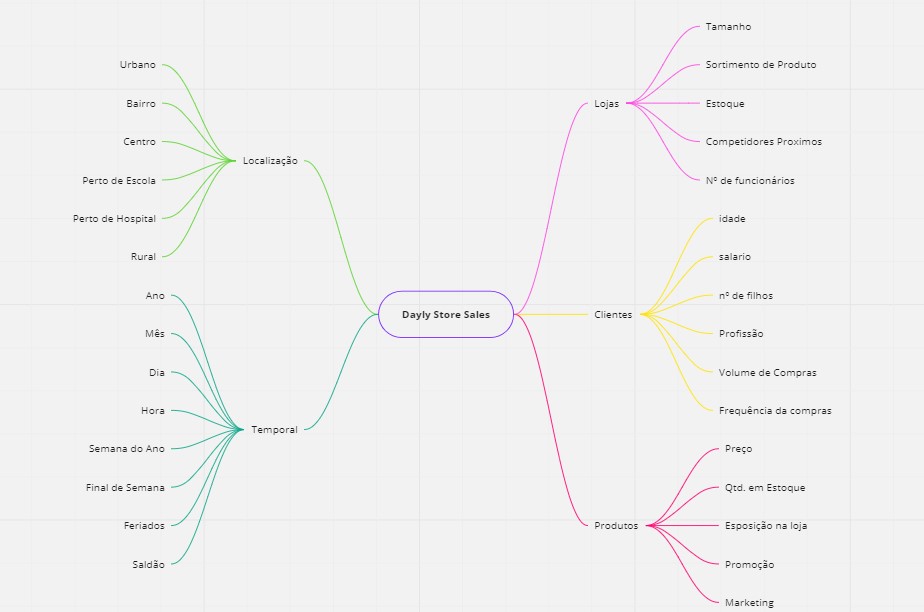 Dayly Store Sales
Localização
Urbano
Bairro
Centro
Perto de Escola
Perto de Hospital
Rural
Temporal
Ano
Mês
Dia
Hora
Semana do Ano
Final de Semana
Feriados
Saldão
Lojas
Tamanho
Sortimento de Produto
Estoque
Competidores Proximos
Nº de funcionários
Clientes
idade
salario
nº de filhos
Profissão
Volume de Compras
Frequência da compras
Produtos
Preço
Qtd. em Estoque
Esposição na loja
Promoção
Marketing